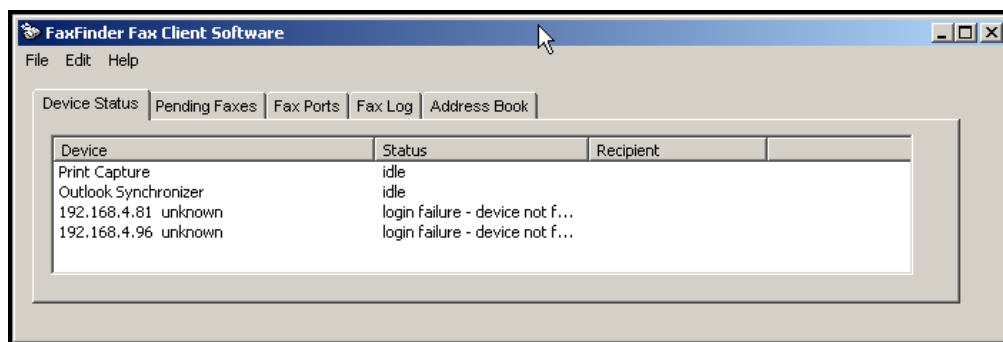 FaxFinder Fax Client Software
File Edit Help
Device Status Pending Faxes Fax Ports Fax Log Address Book
Device Status Recipient
Print Capture idle
Outlook Synchronizer idle
192.168.4.81 unknown login failure - device not f...
192.168.4.96 unknown login failure - device not f...